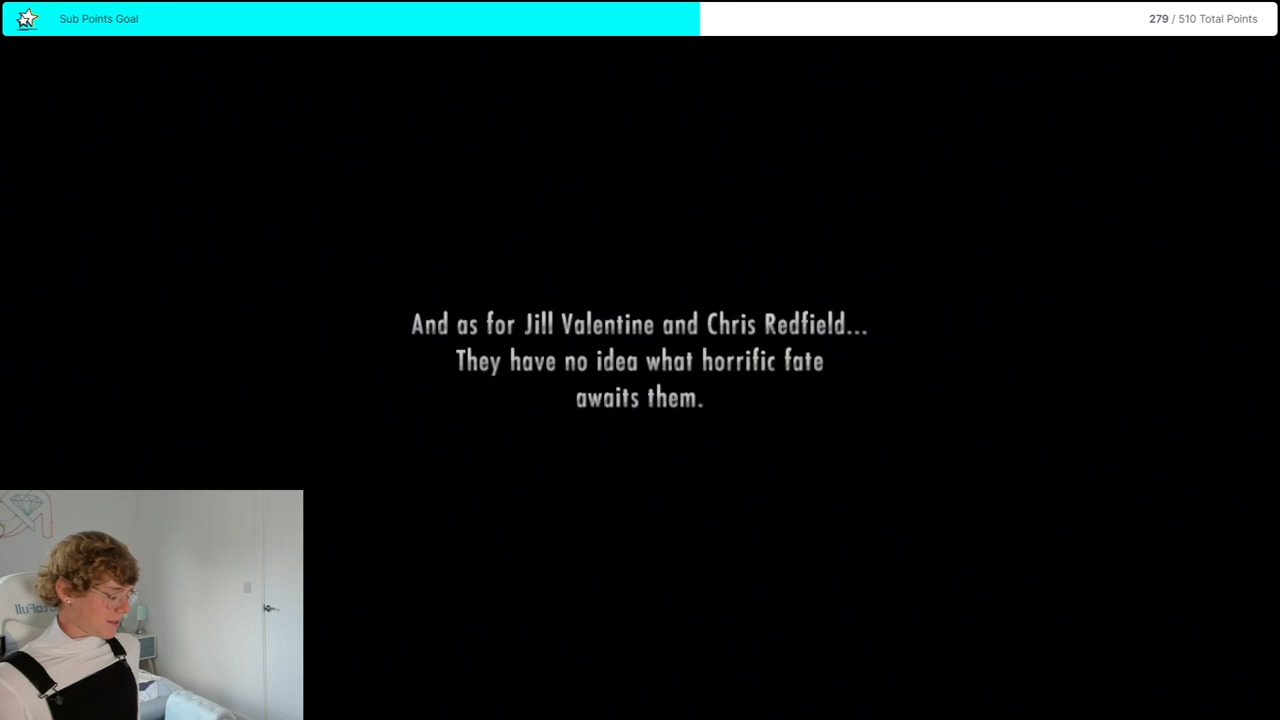 Sub Points Goal
279 / 510 Total Points
And as for Jill Valentine and Chris Redfield...
They have no idea what horrific fate
awaits them.